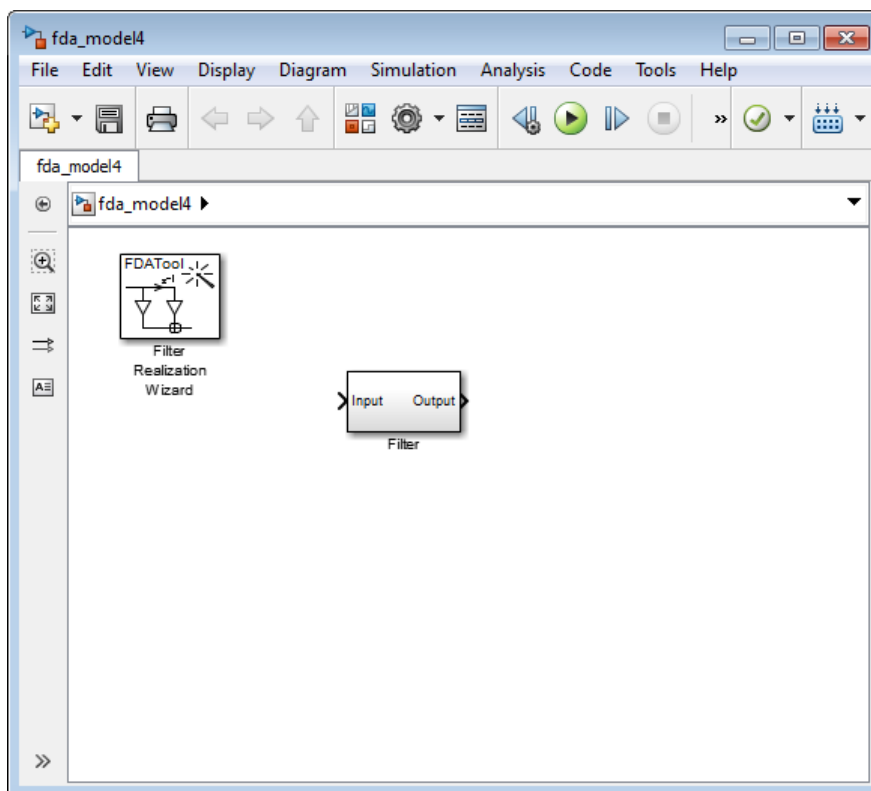 fda_model4
File Edit View Display Diagram Simulation Analysis Code Tools Help
fda_model4
fda_model4
FDATool
z-1
Filter
Realization
Wizard
Input Output
Filter
A